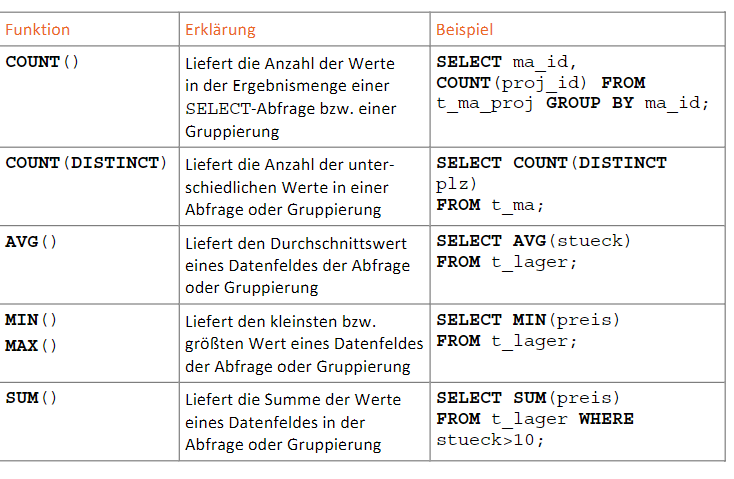 Funktion
Erklärung
Beispiel
COUNT()
Liefert die Anzahl der Werte
in der Ergebnismenge einer
SELECT-Abfrage bzw. einer
Gruppierung
SELECT ma_id,
COUNT(proj_id) FROM
t_ma_proj GROUP BY ma_id;
COUNT(DISTINCT)
Liefert die Anzahl der unter-
schiedlichen Werte in einer
Abfrage oder Gruppierung
SELECT COUNT(DISTINCT
plz)
FROM t_ma;
AVG()
Liefert den Durchschnittswert
eines Datenfeldes der Abfrage
oder Gruppierung
SELECT AVG(stueck)
FROM t_lager;
MIN()
MAX()
Liefert den kleinsten bzw.
größten Wert eines Datenfeldes
der Abfrage oder Gruppierung
SELECT MIN(preis)
FROM t_lager;
SUM()
Liefert die Summe der Werte
eines Datenfeldes in der
Abfrage oder Gruppierung
SELECT SUM(preis)
FROM t_lager WHERE
stueck>10;